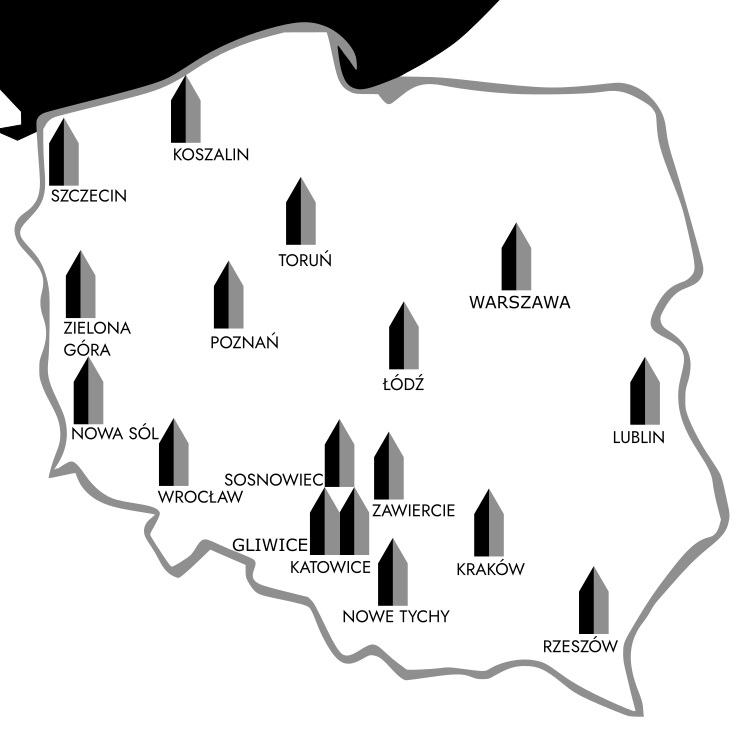 KOSZALIN
SZCZECIN
TORUŃ
WARSZAWA
ZIELONA
GÓRA
POZNAŃ
ŁÓDŹ
NOWA SÓL
LUBLIN
SOSNOWIEC
WROCŁAW
ZAWIERCIE
GLIWICE
KATOWICE
KRAKÓW
NOWE TYCHY
RZESZÓW